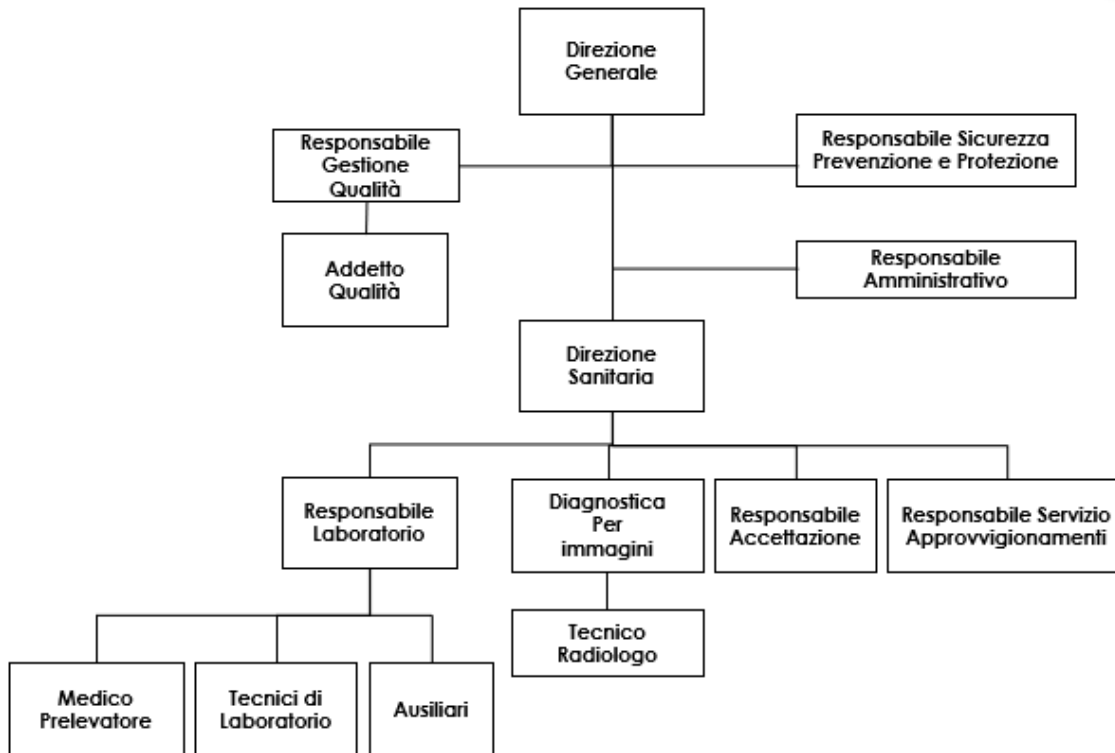 Direzione
Generale
Responsabile
Gestione
Qualità
Responsabile Sicurezza
Prevenzione e Protezione
Addetto
Qualità
Responsabile
Amministrativo
Direzione
Sanitaria
Responsabile
Laboratorio
Diagnostica
Per
immagini
Responsabile
Accettazione
Responsabile Servizio
Approvvigionamenti
Tecnico
Radiologo
Medico
Prelevatore
Tecnici di
Laboratorio
Ausiliari